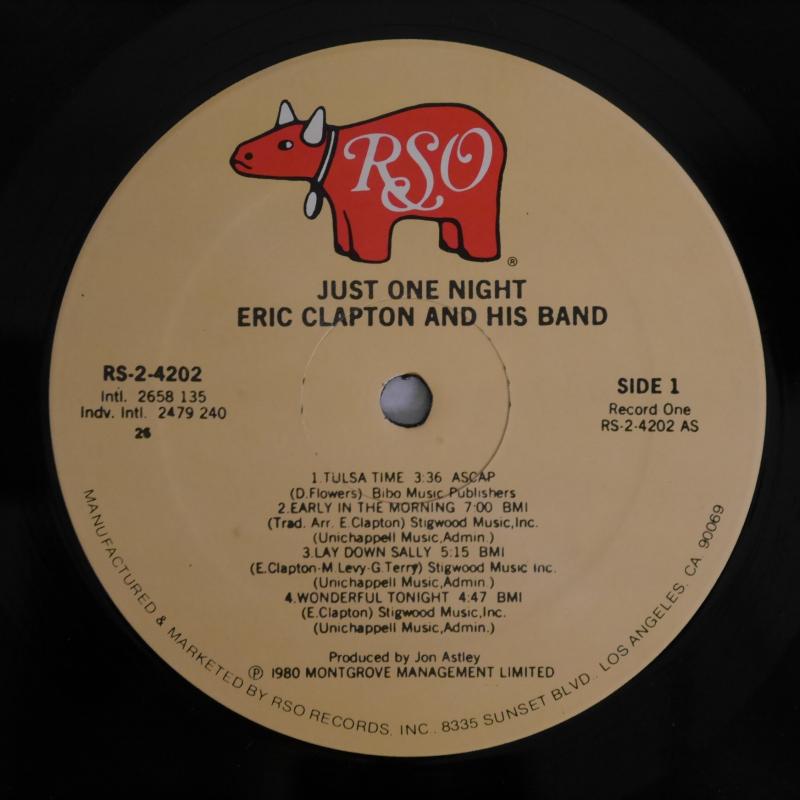 RSO
®
JUST ONE NIGHT
ERIC CLAPTON AND HIS BAND
RS-2-4202
Intl. 2658 135
Indv. Intl. 2479 240
26
SIDE 1
Record One
RS-2-4202 AS
1.TULSA TIME 3:36 ASCAP
(D.Flowers) Bibo Music Publishers
2.EARLY IN THE MORNING 7:00 BMI
(Trad. Arr. E.Clapton) Stigwood Music,Inc.
(Unichappell Music,Admin.)
3.LAY DOWN SALLY 5:15 BMI
(E.Clapton-M.Levy-G.Terry) Stigwood Music Inc.
(Unichappell Music,Admin.)
4.WONDERFUL TONIGHT 4:47 BMI
(E.Clapton) Stigwood Music,Inc.
(Unichappell Music,Admin.)
Produced by Jon Astley
℗ 1980 MONTGROVE MANAGEMENT LIMITED
MANUFACTURED & MARKETED BY RSO RECORDS, INC., 8335 SUNSET BLVD., LOS ANGELES, CA. 90069